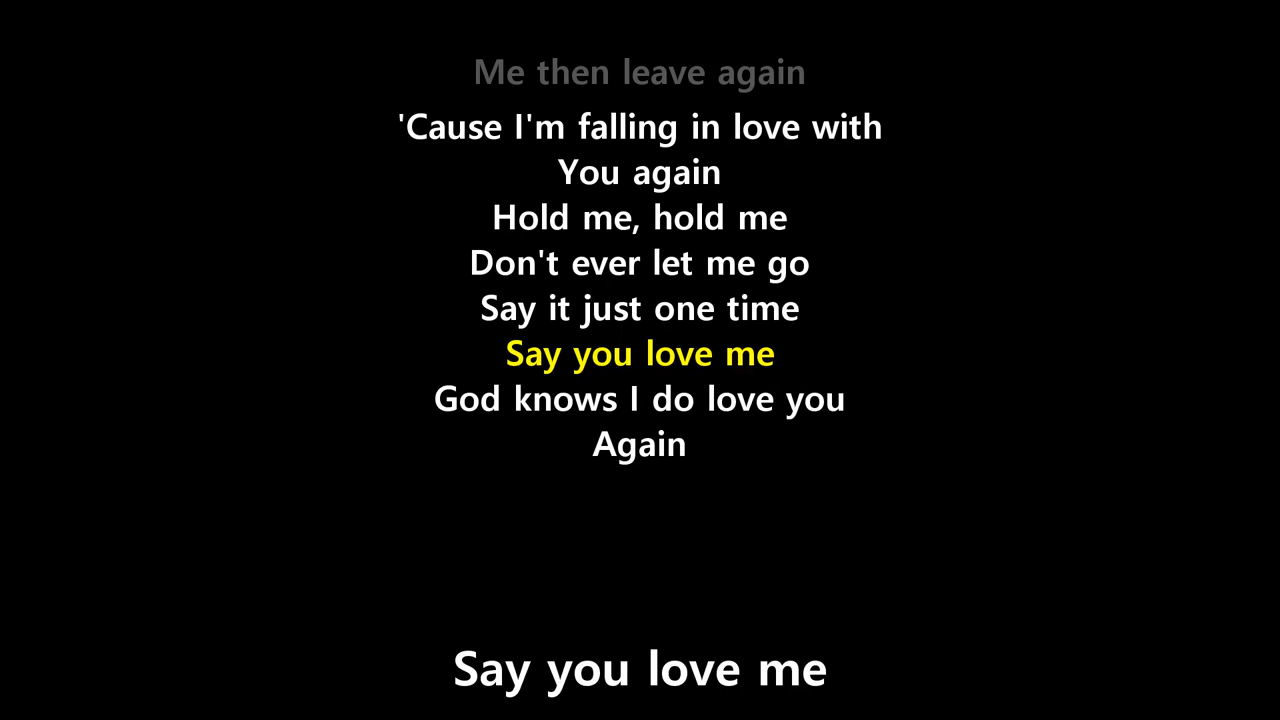 Me then leave again
'Cause I'm falling in love with
You again
Hold me, hold me
Don't ever let me go
Say it just one time
Say you love me
God knows I do love you
Again
Say you love me